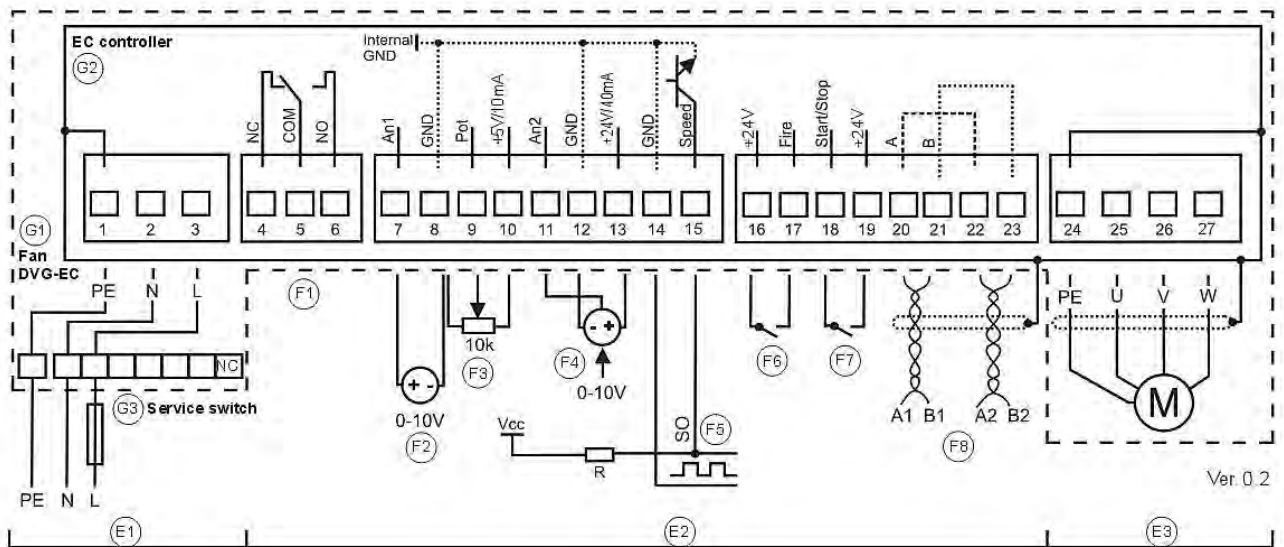 EC controller
G2
Internal
GND
NC
COM
NO
An1
GND
Pot
+5V/10mA
An2
GND
+24V/40mA
GND
Speed
+24V
Fire
Start/Stop
+24V
A
B
1 2 3 4 5 6 7 8 9 10 11 12 13 14 15 16 17 18 19 20 21 22 23 24 25 26 27
G1
Fan
DVG-EC
PE N L
F1
PE U V W
10k
F3
F4
F6
F7
NC
G3 Service switch
0-10V
F2
0-10V
A1 B1 A2 B2
F8
M
Vcc
R
SO
F5
PE N L
Ver. 0.2
E1
E2
E3